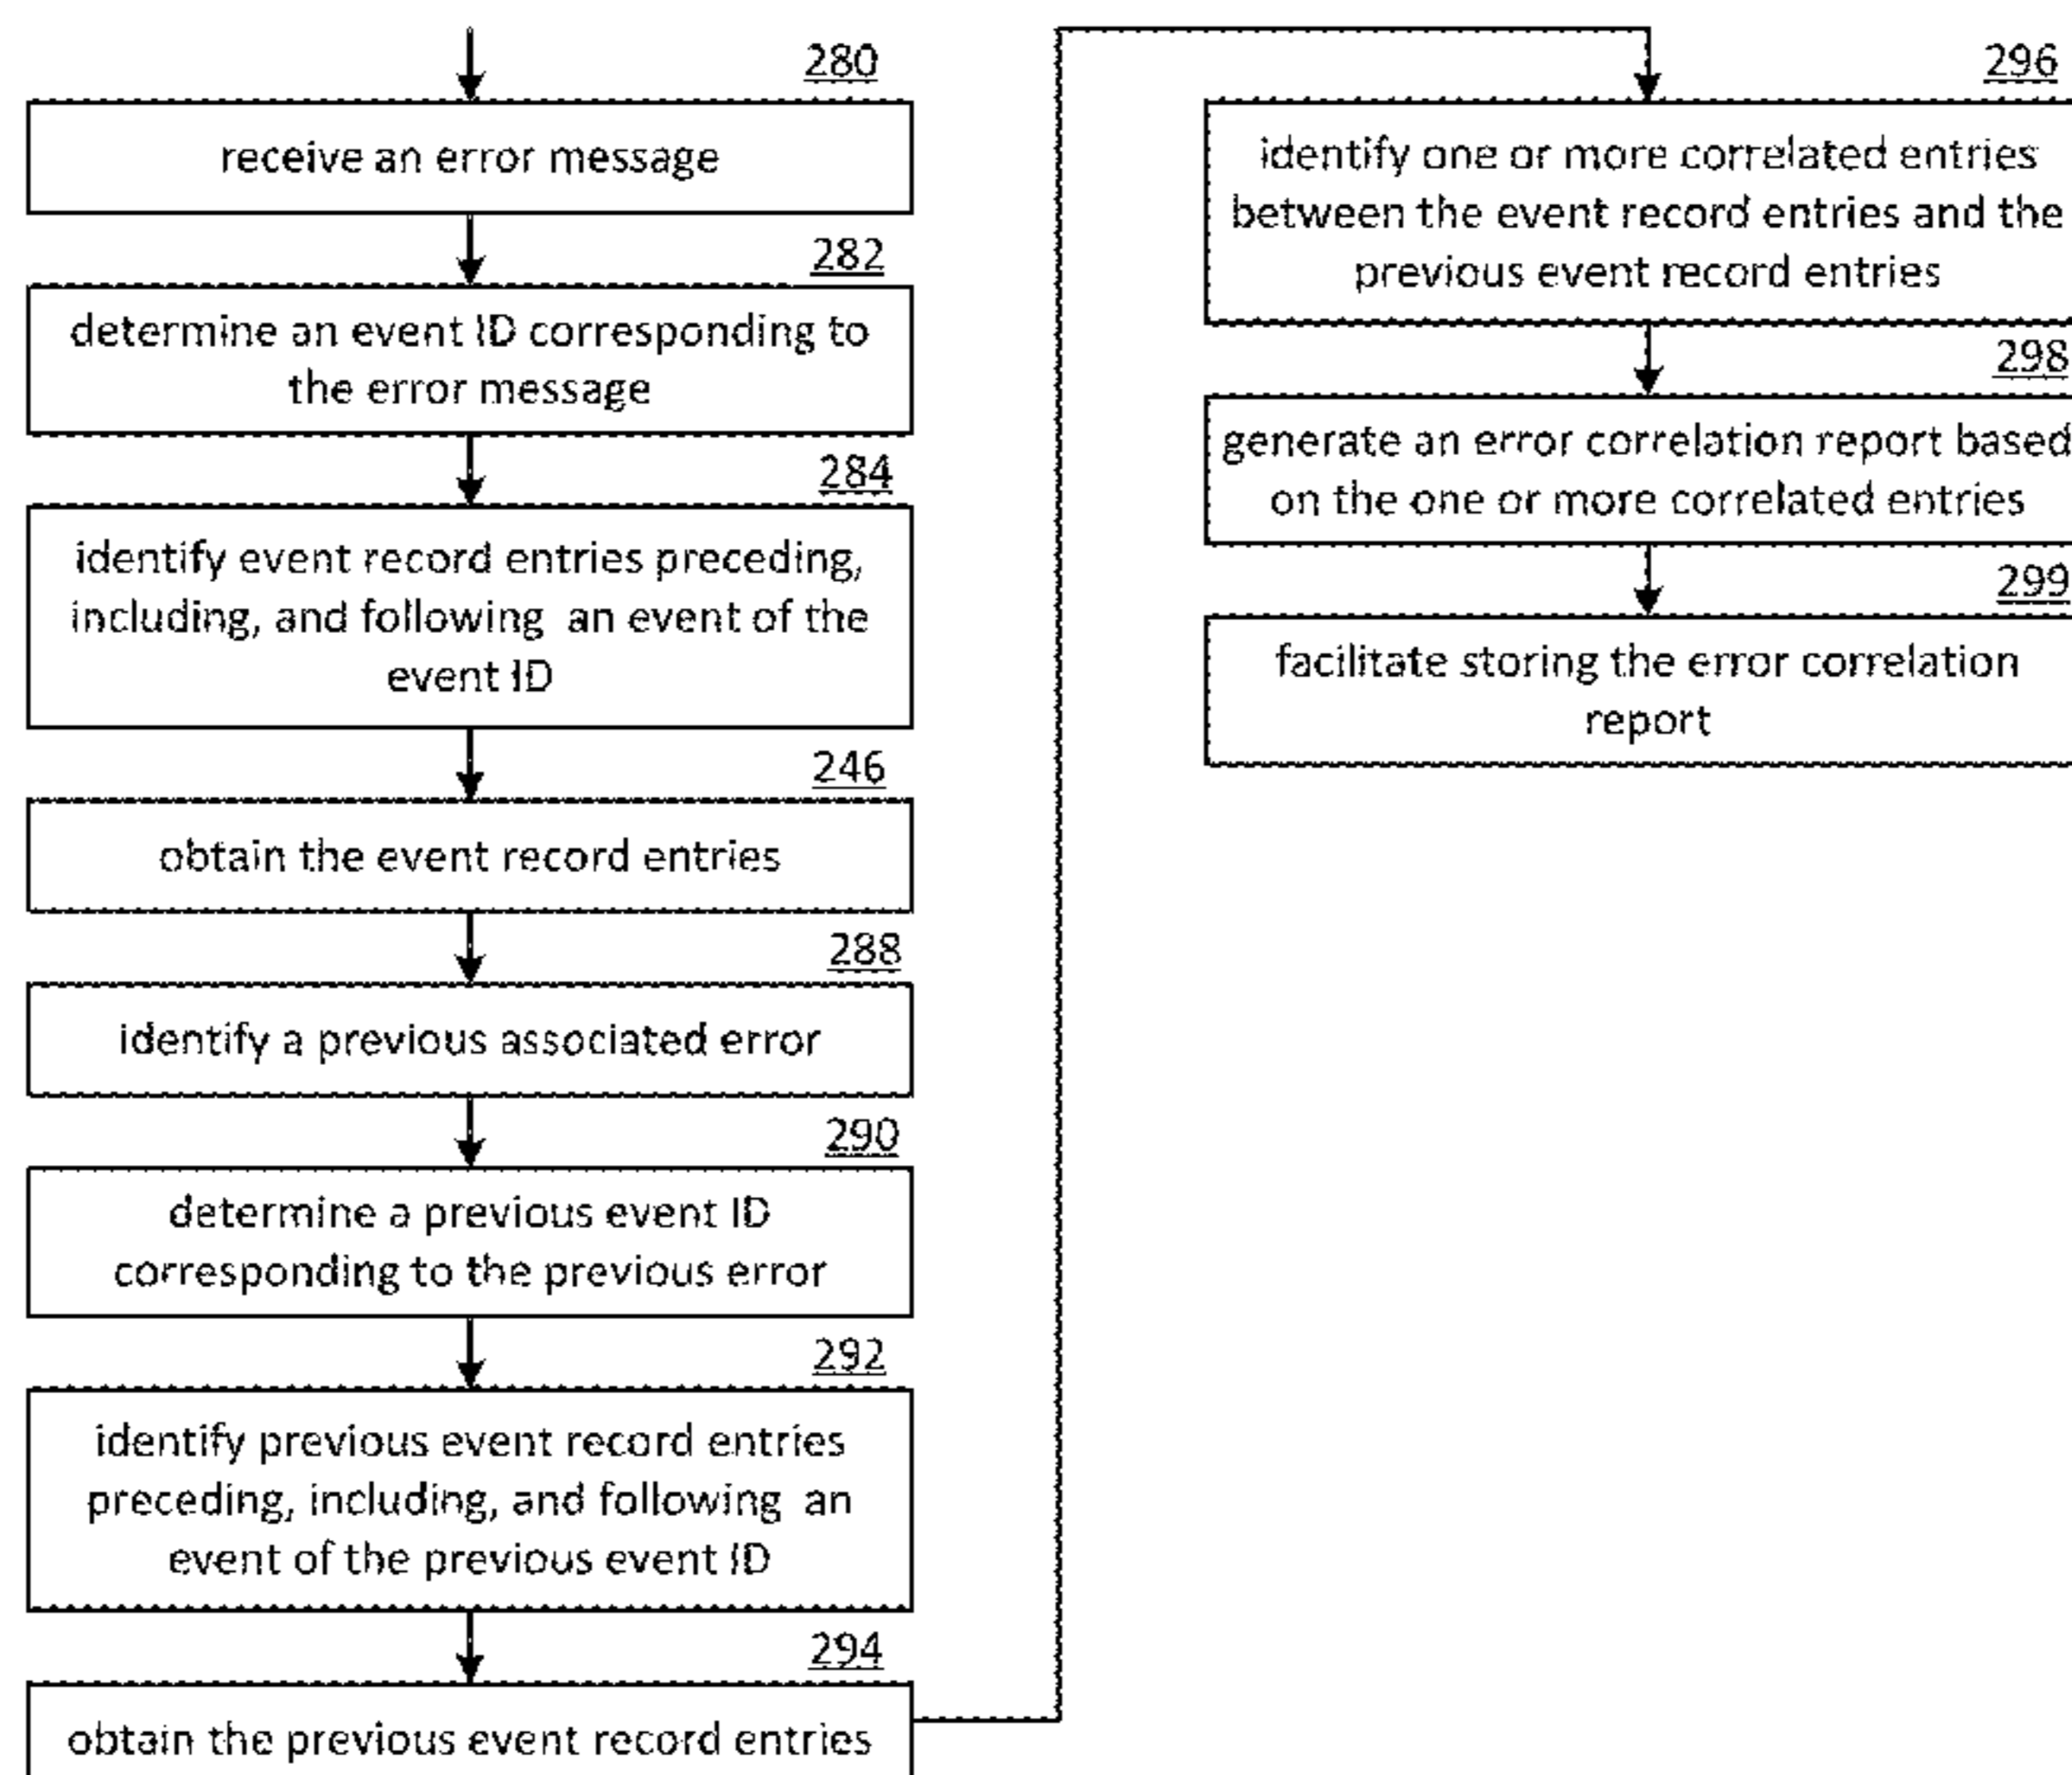 280
receive an error message
282
determine an event ID corresponding to
the error message
284
identify event record entries preceding,
including, and following an event of the
event ID
246
obtain the event record entries
288
identify a previous associated error
290
determine a previous event ID
corresponding to the previous error
292
identify previous event record entries
preceding, including, and following an
event of the previous event ID
294
obtain the previous event record entries
296
identify one or more correlated entries
between the event record entries and the
previous event record entries
298
generate an error correlation report based
on the one or more correlated entries
299
facilitate storing the error correlation
report